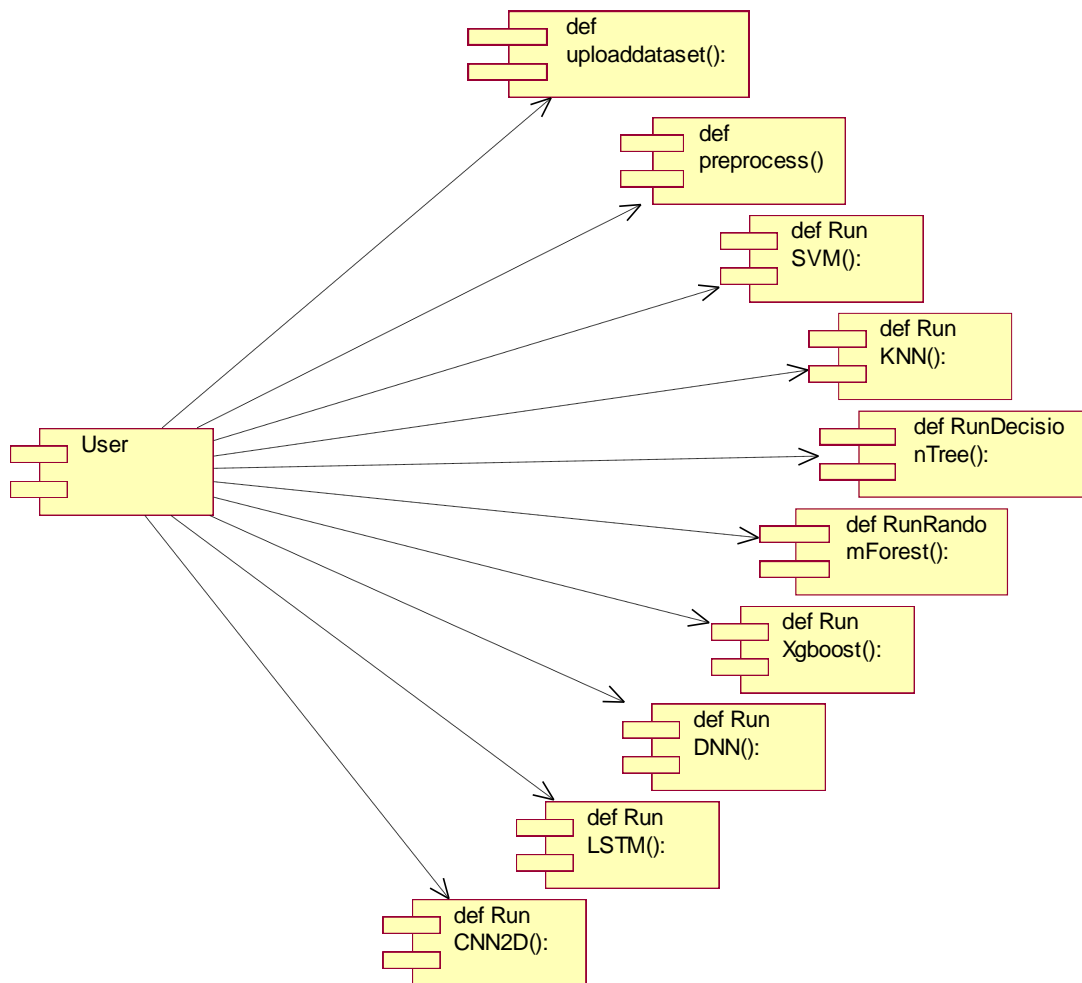 def
uploaddataset():
def
preprocess()
def Run
SVM():
def Run
KNN():
def RunDecisio
nTree():
User
def RunRando
mForest():
def Run
Xgboost():
def Run
DNN():
def Run
LSTM():
def Run
CNN2D():